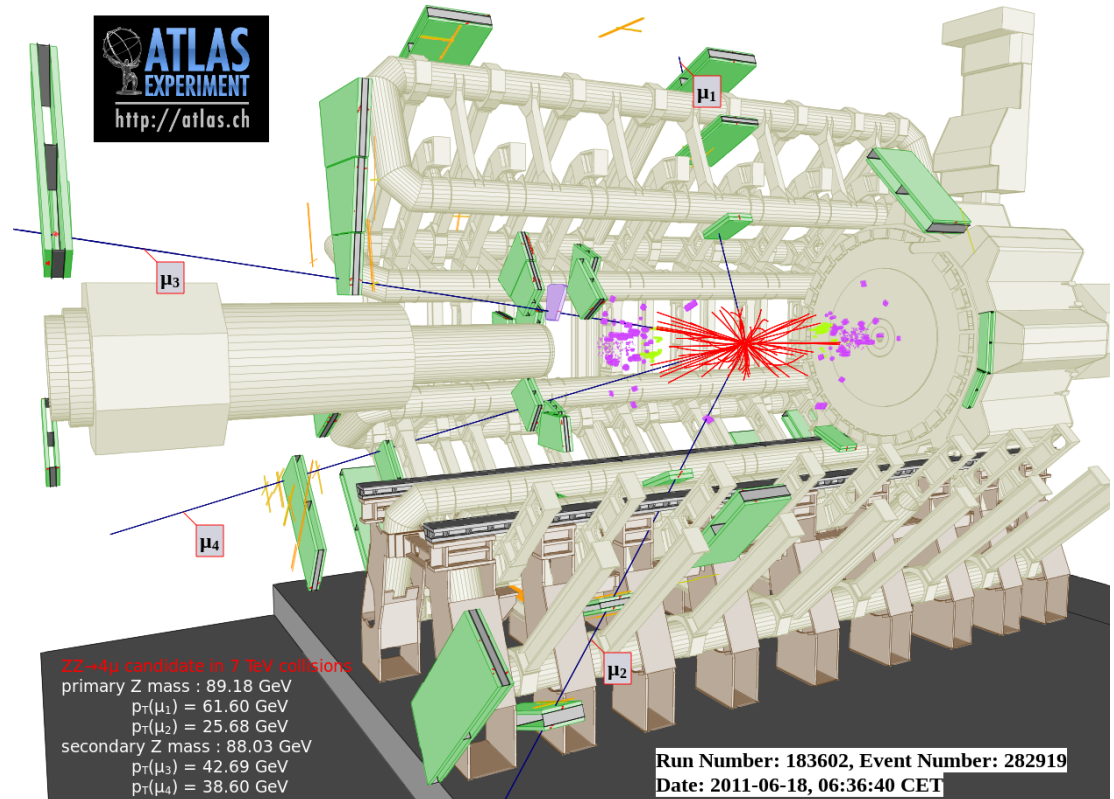 ATLAS
EXPERIMENT
http://atlas.ch
μ1
μ3
μ4
μ2
ZZ→4μ candidate in 7 TeV collisions
primary Z mass : 89.18 GeV
pT(μ1) = 61.60 GeV
pT(μ2) = 25.68 GeV
secondary Z mass : 88.03 GeV
pT(μ3) = 42.69 GeV
pT(μ4) = 38.60 GeV
Run Number: 183602, Event Number: 282919
Date: 2011-06-18, 06:36:40 CET